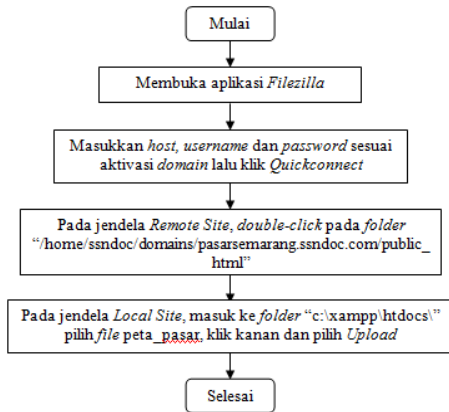 Mulai
Membuka aplikasi Filezilla
Masukkan host, username dan password sesuai
aktivasi domain lalu klik Quickconnect
Pada jendela Remote Site, double-click pada folder
“/home/ssndoc/domains/pasarsemarang.ssndoc.com/public_
html”
Pada jendela Local Site, masuk ke folder “c:\xampp\htdocs\”
pilih file peta_pasar, klik kanan dan pilih Upload
Selesai